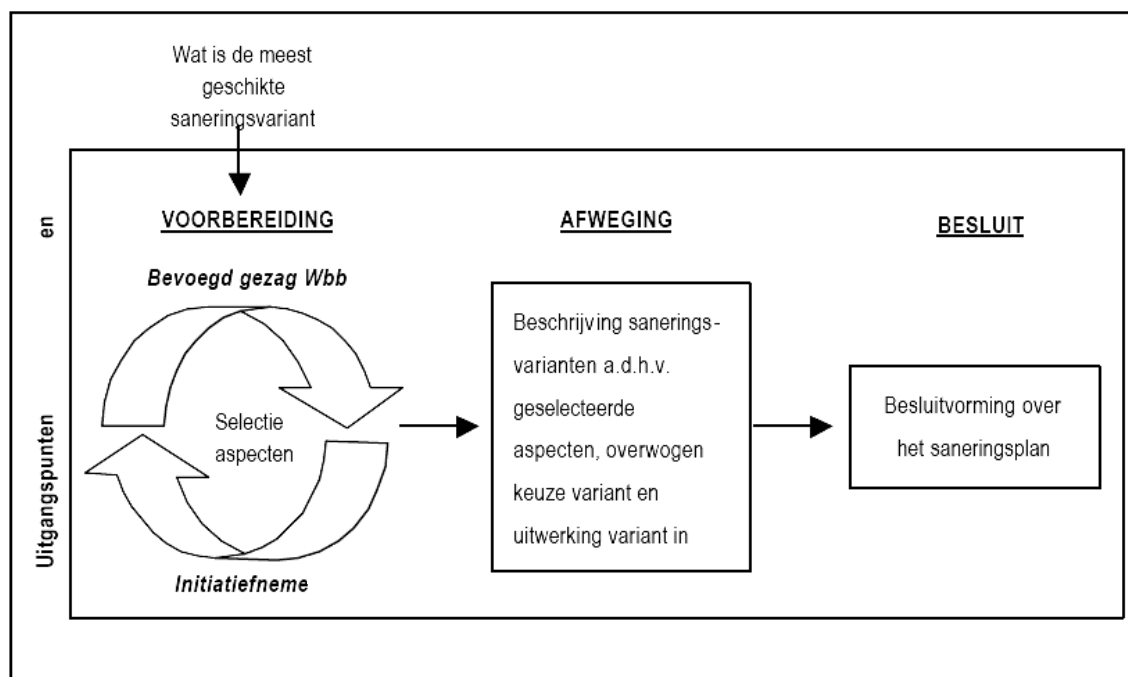 Wat is de meest
geschikte
saneringsvariant
en
Uitgangspunten
VOORBEREIDING
Bevoegd gezag Wbb
Selectie
aspecten
Initiatiefneme
AFWEGING
Beschrijving sanerings-
varianten a.d.h.v.
geselecteerde
aspecten, overwogen
keuze variant en
uitwerking variant in
BESLUIT
Besluitvorming over
het saneringsplan